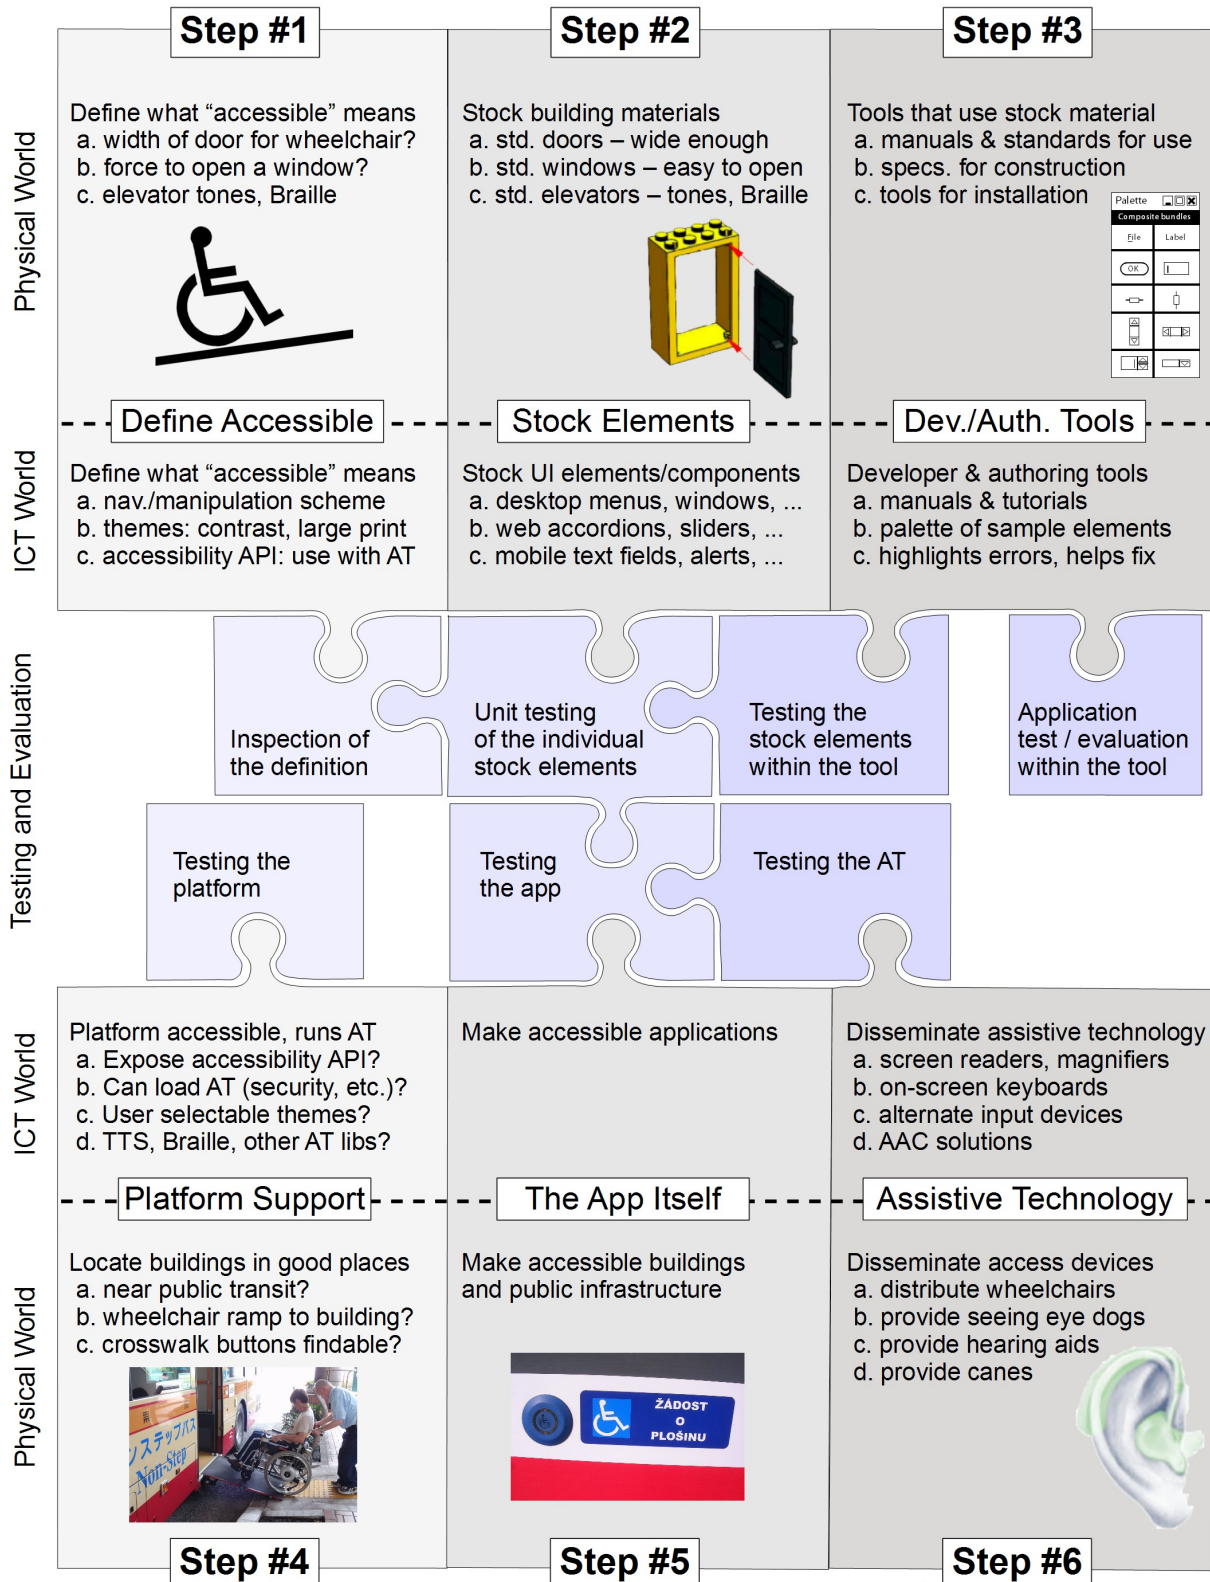 Step #1
Step #2
Step #3
Physical World
Define what “accessible” means
a. width of door for wheelchair?
b. force to open a window?
c. elevator tones, Braille
Stock building materials
a. std. doors – wide enough
b. std. windows – easy to open
c. std. elevators – tones, Braille
Tools that use stock material
a. manuals & standards for use
b. specs. for construction
c. tools for installation
Palette
Composite bundles
File
Label
OK
Define Accessible
Stock Elements
Dev./Auth. Tools
ICT World
Define what “accessible” means
a. nav./manipulation scheme
b. themes: contrast, large print
c. accessibility API: use with AT
Stock UI elements/components
a. desktop menus, windows, ...
b. web accordions, sliders, ...
c. mobile text fields, alerts, ...
Developer & authoring tools
a. manuals & tutorials
b. palette of sample elements
c. highlights errors, helps fix
Testing and Evaluation
Inspection of
the definition
Unit testing
of the individual
stock elements
Testing the
stock elements
within the tool
Application
test / evaluation
within the tool
Testing the
platform
Testing
the app
Testing the AT
ICT World
Platform accessible, runs AT
a. Expose accessibility API?
b. Can load AT (security, etc.)?
c. User selectable themes?
d. TTS, Braille, other AT libs?
Make accessible applications
Disseminate assistive technology
a. screen readers, magnifiers
b. on-screen keyboards
c. alternate input devices
d. AAC solutions
Platform Support
The App Itself
Assistive Technology
Physical World
Locate buildings in good places
a. near public transit?
b. wheelchair ramp to building?
c. crosswalk buttons findable?
Make accessible buildings
and public infrastructure
Disseminate access devices
a. distribute wheelchairs
b. provide seeing eye dogs
c. provide hearing aids
d. provide canes
ンステップバス
Non-Step
ŽÁDOST
O
PLOŠINU
Step #4
Step #5
Step #6